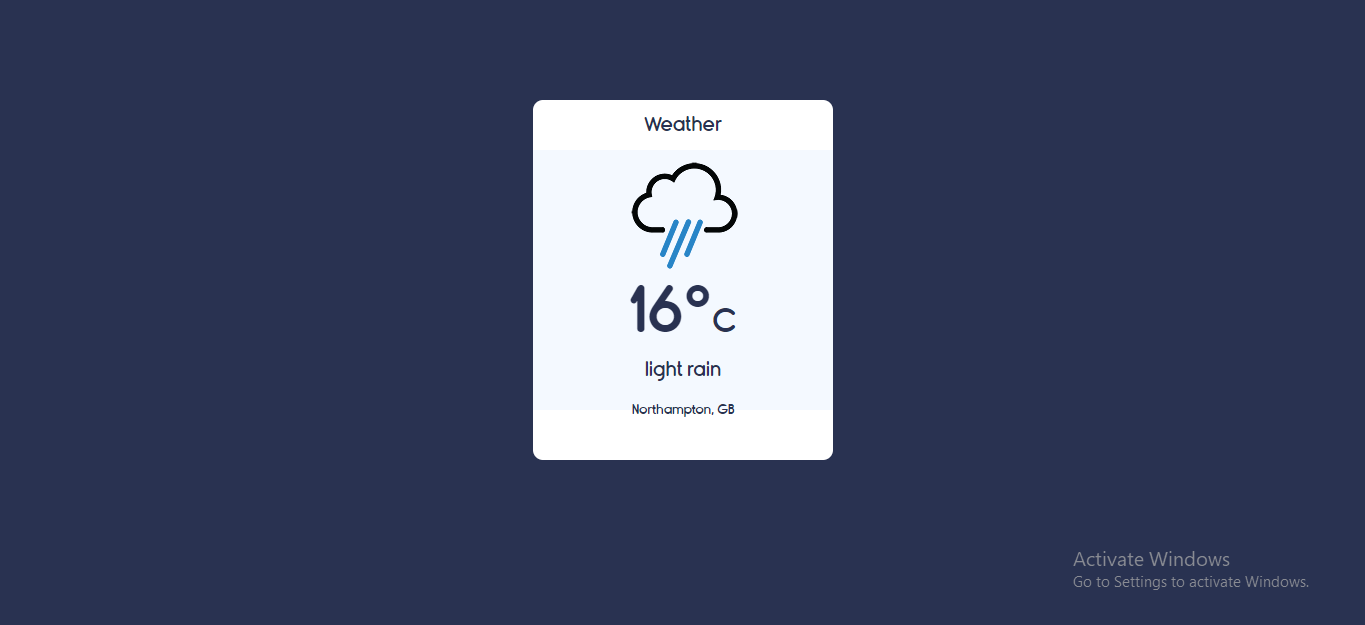 Weather
16°C
light rain
Northampton, GB
Activate Windows
Go to Settings to activate Windows.